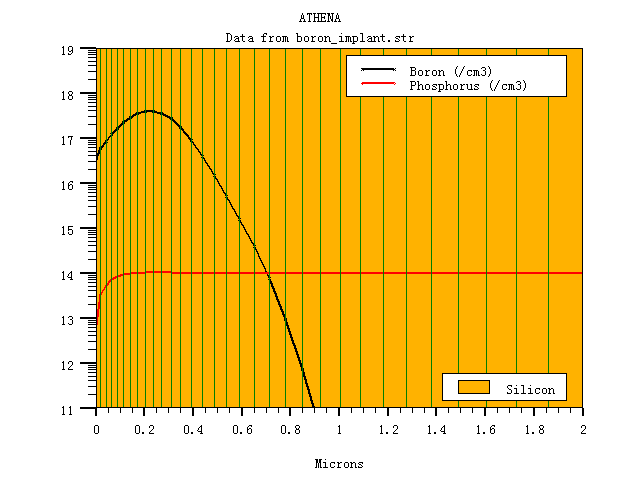 ATHENA
Data from boron_implant.str
Boron (/cm3)
Phosphorus (/cm3)
19
18
17
16
15
14
13
12
11
Silicon
0 0.2 0.4 0.6 0.8 1 1.2 1.4 1.6 1.8 2
Microns